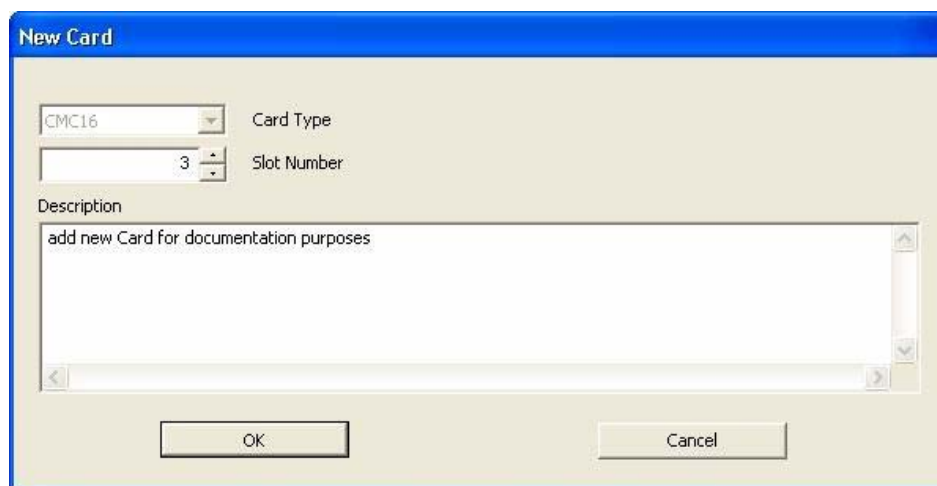 New Card
CMC16 Card Type
3 Slot Number
Description
add new Card for documentation purposes
OK Cancel